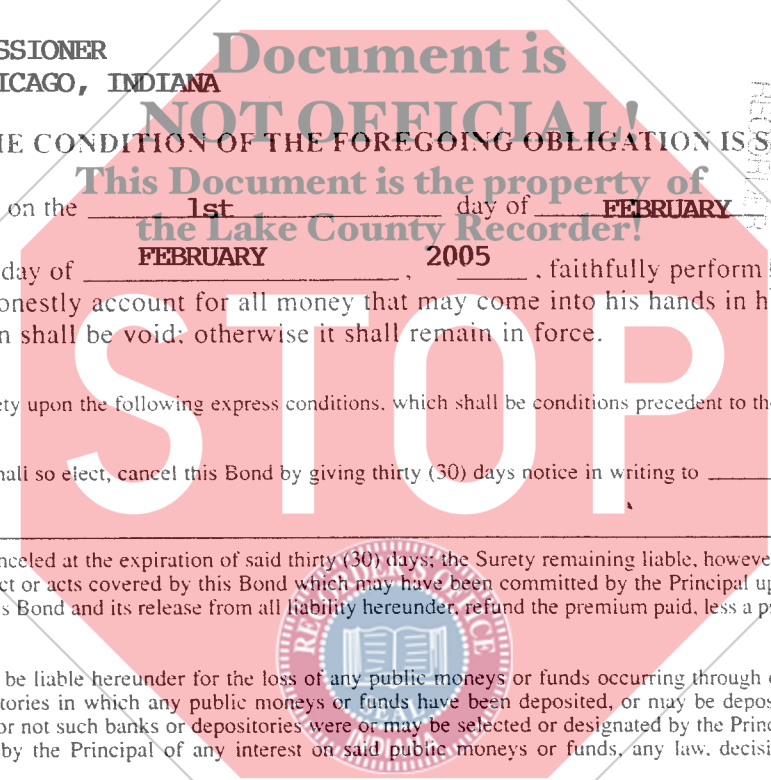 SSIONER
ICAGO, INDIANA
Document is
NOT OFFICIAL!
This Document is the property of
the Lake County Recorder!
E CONDITION OF THE FOREGOING OBLIGATION IS S
on the 1st day of FEBRUARY
day of FEBRUARY, 2005, faithfully perform
onestly account for all money that may come into his hands in h
n shall be void; otherwise it shall remain in force.
STOP
ety upon the following express conditions, which shall be conditions precedent to the
hall so elect, cancel this Bond by giving thirty (30) days notice in writing to
nceled at the expiration of said thirty (30) days; the Surety remaining liable, howeve
ct or acts covered by this Bond which may have been committed by the Principal up
s Bond and its release from all liability hereunder, refund the premium paid, less a p
be liable hereunder for the loss of any public moneys or funds occurring through
tories in which any public moneys or funds have been deposited, or may be depos
or not such banks or depositories were or may be selected or designated by the Princ
by the Principal of any interest on said public moneys or funds, any law, decisi
RECORDER'S OFFICE
INDIANA